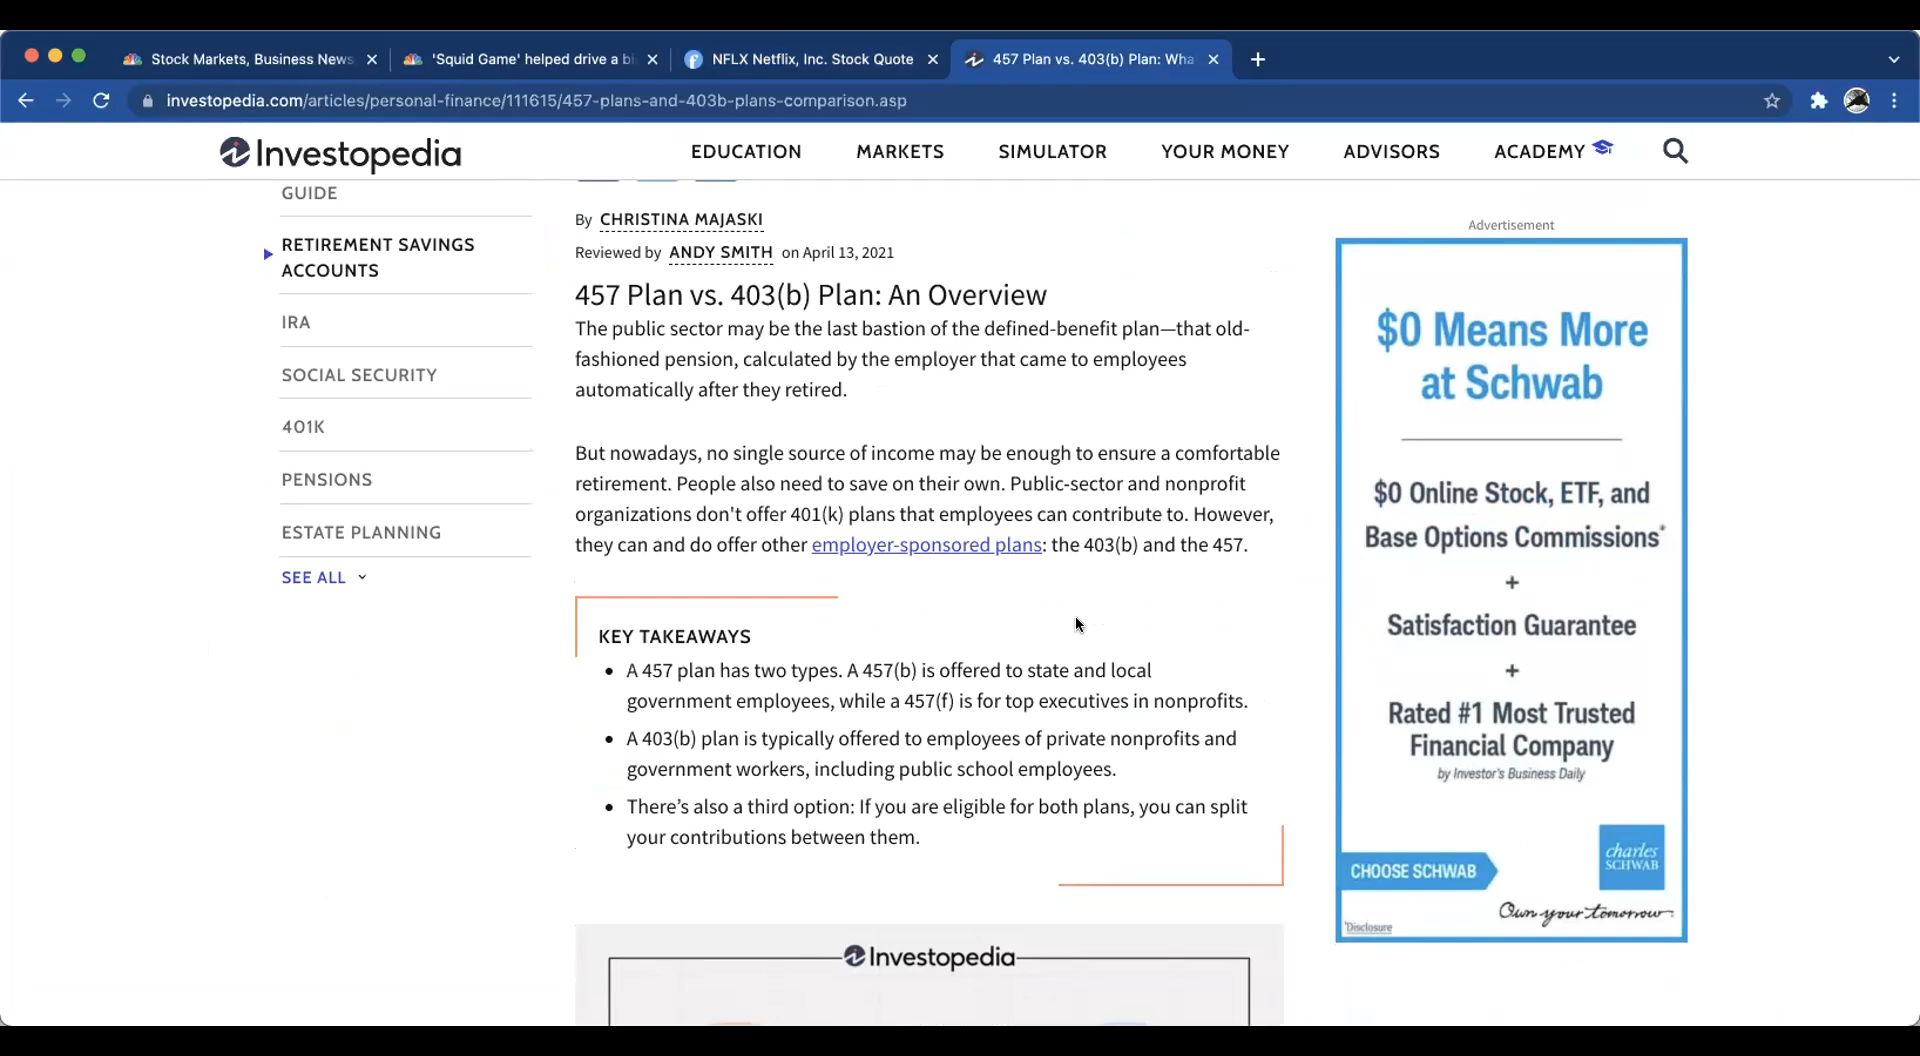 Stock Markets, Business News
'Squid Game' helped drive a bi
NFLX Netflix, Inc. Stock Quote
457 Plan vs. 403(b) Plan: Wha
investopedia.com/articles/personal-finance/111615/457-plans-and-403b-plans-comparison.asp
Investopedia
EDUCATION
MARKETS
SIMULATOR
YOUR MONEY
ADVISORS
ACADEMY
GUIDE
RETIREMENT SAVINGS
ACCOUNTS
IRA
SOCIAL SECURITY
401K
PENSIONS
ESTATE PLANNING
SEE ALL
By CHRISTINA MAJASKI
Reviewed by ANDY SMITH on April 13, 2021
457 Plan vs. 403(b) Plan: An Overview
The public sector may be the last bastion of the defined-benefit plan—that old-
fashioned pension, calculated by the employer that came to employees
automatically after they retired.
But nowadays, no single source of income may be enough to ensure a comfortable
retirement. People also need to save on their own. Public-sector and nonprofit
organizations don't offer 401(k) plans that employees can contribute to. However,
they can and do offer other employer-sponsored plans: the 403(b) and the 457.
KEY TAKEAWAYS
• A 457 plan has two types. A 457(b) is offered to state and local
government employees, while a 457(f) is for top executives in nonprofits.
• A 403(b) plan is typically offered to employees of private nonprofits and
government workers, including public school employees.
• There's also a third option: If you are eligible for both plans, you can split
your contributions between them.
Investopedia
Advertisement
$0 Means More
at Schwab
$0 Online Stock, ETF, and
Base Options Commissions*
+
Satisfaction Guarantee
+
Rated #1 Most Trusted
Financial Company
by Investor's Business Daily
CHOOSE SCHWAB
charles
SCHWAB
Own your tomorrow.
*Disclosure